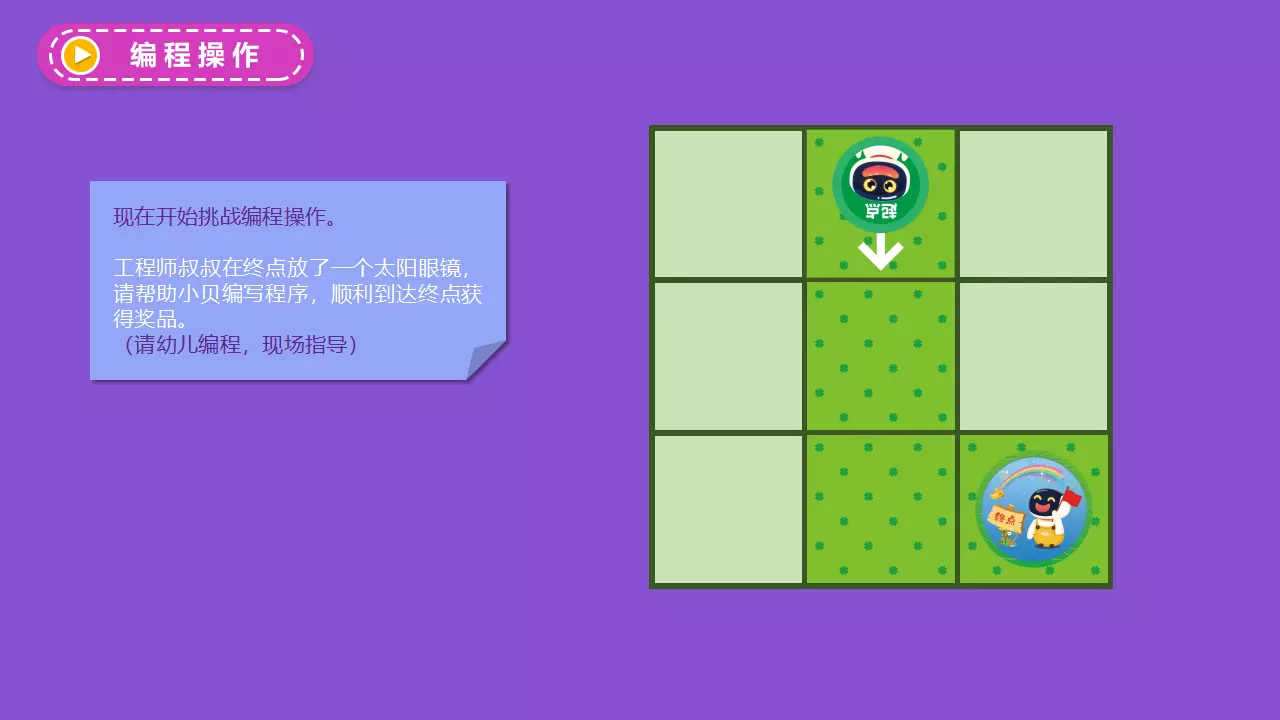 编程操作
现在开始挑战编程操作。
工程师叔叔在终点放了一个太阳眼镜，
请帮助小贝编写程序，顺利到达终点获
得奖品。
（请幼儿编程，现场指导）
起点
终点